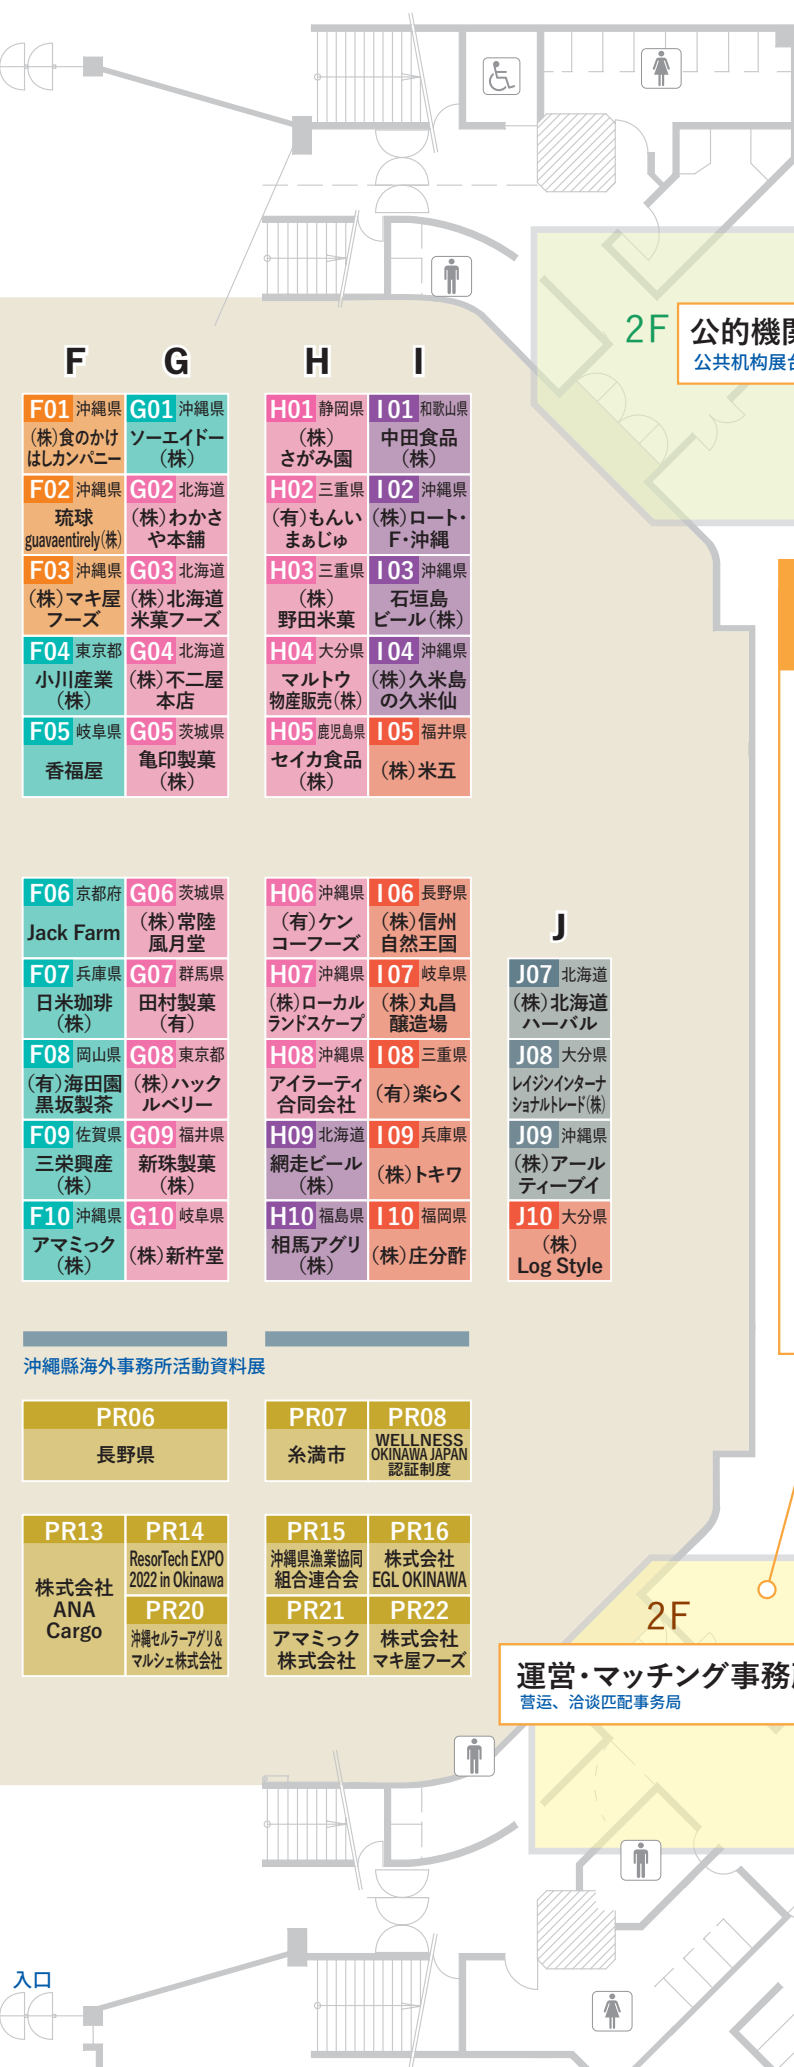 2F
公的機
公共机构展台
F G H I
F01 沖縄県
(株)食のかけ
はしカンパニー
G01 沖縄県
ソーエイドー
(株)
H01 静岡県
(株)
さがみ園
I01 和歌山県
中田食品
(株)
F02 沖縄県
琉球
guavaentirely(株)
G02 北海道
(株)わかさ
や本舗
H02 三重県
(有)もんい
まぁじゅ
I02 沖縄県
(株)ロート・
F・沖縄
F03 沖縄県
(株)マキ屋
フーズ
G03 北海道
(株)北海道
米菓フーズ
H03 三重県
(株)
野田米菓
I03 沖縄県
石垣島
ビール(株)
F04 東京都
小川産業
(株)
G04 北海道
(株)不二屋
本店
H04 大分県
マルトウ
物産販売(株)
I04 沖縄県
(株)久米島
の久米仙
F05 岐阜県
香福屋
G05 茨城県
亀印製菓
(株)
H05 鹿児島県
セイカ食品
(株)
I05 福井県
(株)米五
F06 京都府
Jack Farm
G06 茨城県
(株)常陸
風月堂
H06 沖縄県
(有)ケン
コーフーズ
I06 長野県
(株)信州
自然王国
J
F07 兵庫県
日米珈琲
(株)
G07 群馬県
田村製菓
(有)
H07 沖縄県
(株)ローカル
ランドスケープ
I07 岐阜県
(株)丸昌
醸造場
J07 北海道
(株)北海道
ハーバル
F08 岡山県
(有)海田園
黒坂製茶
G08 東京都
(株)ハック
ルベリー
H08 沖縄県
アイラーティ
合同会社
I08 三重県
(有)楽らく
J08 大分県
レイジンインターナ
ショナルトレード(株)
F09 佐賀県
三栄興産
(株)
G09 福井県
新珠製菓
(株)
H09 北海道
網走ビール
(株)
I09 兵庫県
(株)トキワ
J09 沖縄県
(株)アール
ティーブイ
F10 沖縄県
アマミック
(株)
G10 岐阜県
(株)新杵堂
H10 福島県
相馬アグリ
(株)
I10 福岡県
(株)庄分酢
J10 大分県
(株)
Log Style
沖繩縣海外事務所活動資料展
PR06
長野県
PR07
糸満市
PR08
WELLNESS
OKINAWA JAPAN
認証制度
PR13
株式会社
ANA
Cargo
PR14
ResorTech EXPO
2022 in Okinawa
PR15
沖縄県漁業協同
組合連合会
PR16
株式会社
EGL OKINAWA
PR20
沖縄セルラーアグリ&
マルシェ株式会社
PR21
アマミック
株式会社
PR22
株式会社
マキ屋フーズ
2F
運営・マッチング事務
营运、洽谈匹配事务局
入口